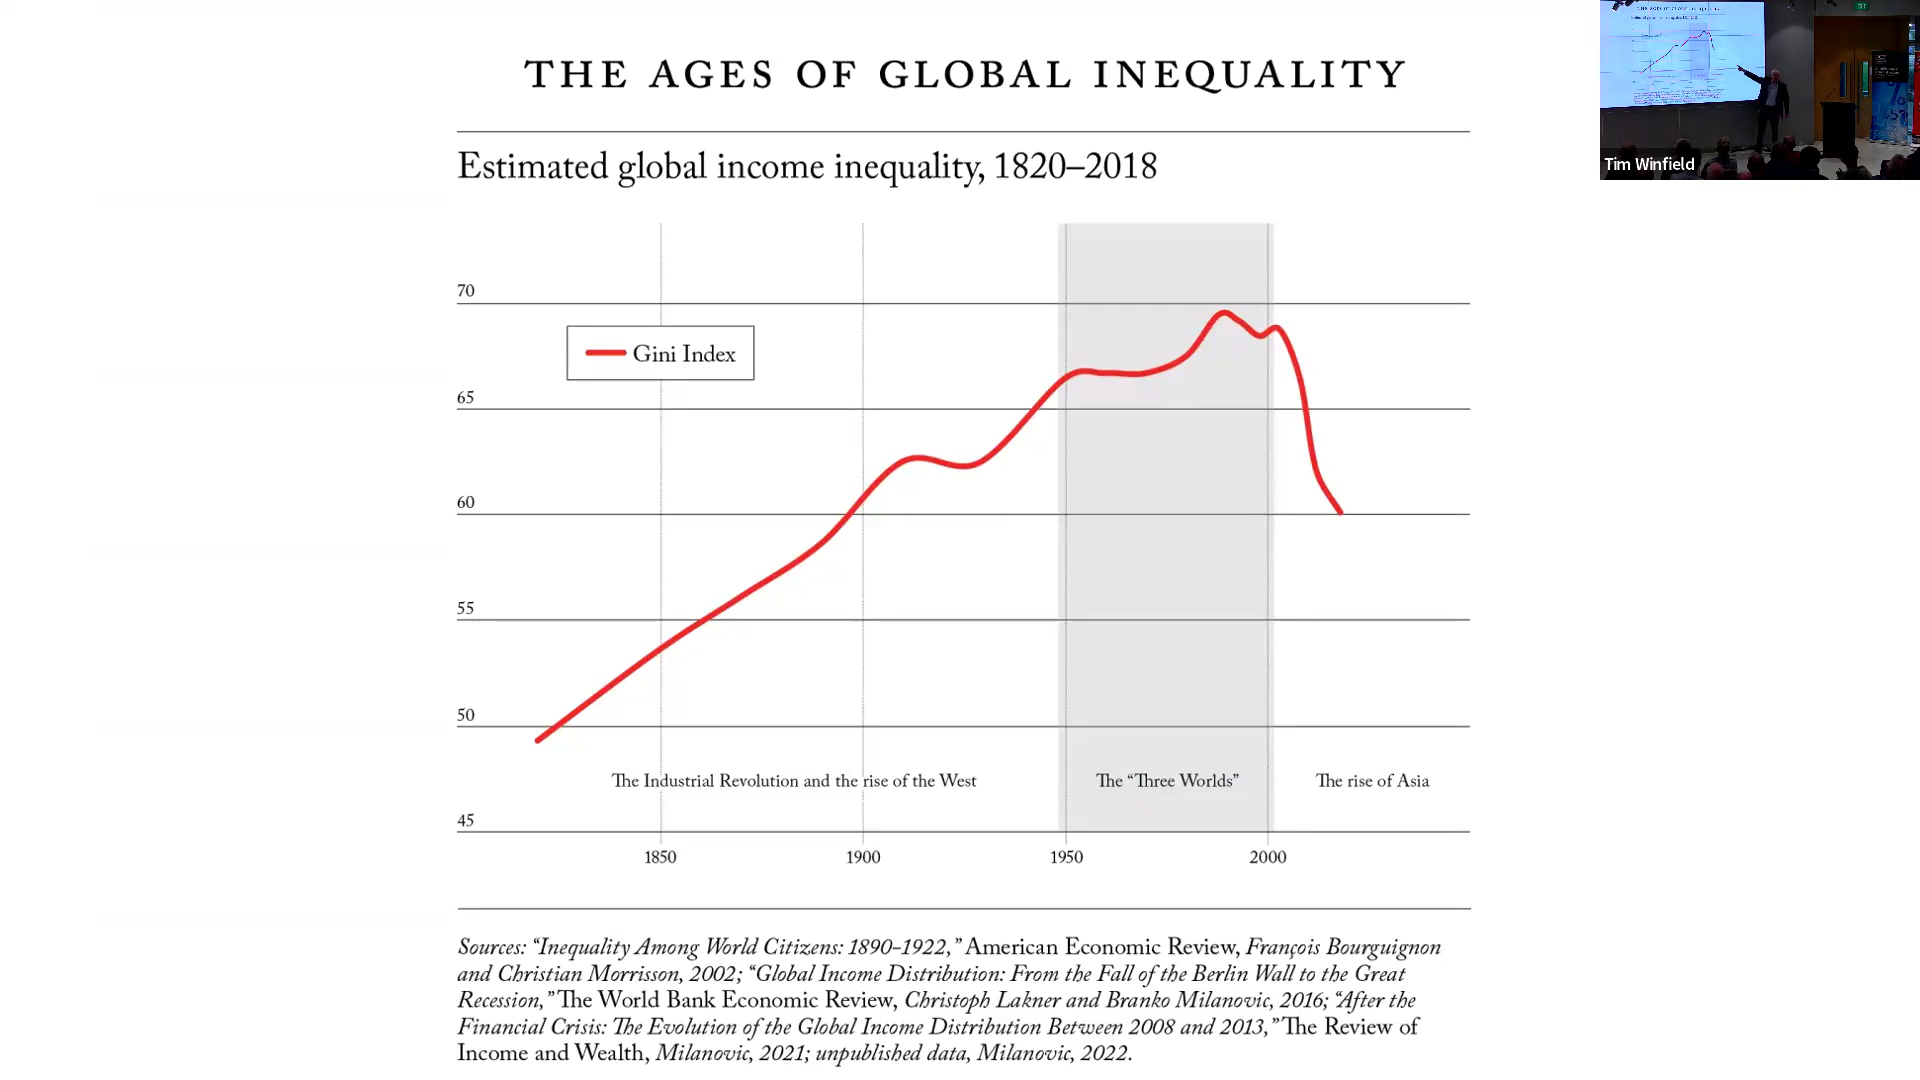 THE AGES OF GLOBAL INEQUALITY
Tim Winfield
Estimated global income inequality, 1820–2018
70
Gini Index
65
60
55
50
The Industrial Revolution and the rise of the West
The “Three Worlds”
The rise of Asia
45
1850
1900
1950
2000
Sources: “Inequality Among World Citizens: 1890–1922,” American Economic Review, François Bourguignon
and Christian Morrisson, 2002; “Global Income Distribution: From the Fall of the Berlin Wall to the Great
Recession,” The World Bank Economic Review, Christoph Lakner and Branko Milanovic, 2016; “After the
Financial Crisis: The Evolution of the Global Income Distribution Between 2008 and 2013,” The Review of
Income and Wealth, Milanovic, 2021; unpublished data, Milanovic, 2022.